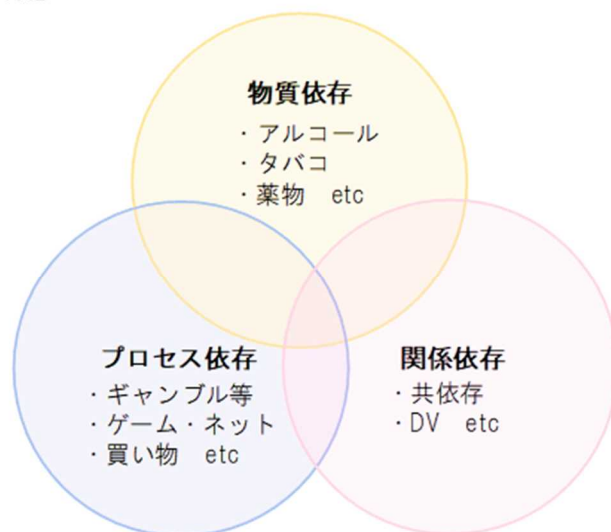 物質依存
・アルコール
・タバコ
・薬物　etc
プロセス依存
・ギャンブル等
・ゲーム・ネット
・買い物　etc
関係依存
・共依存
・DV　etc